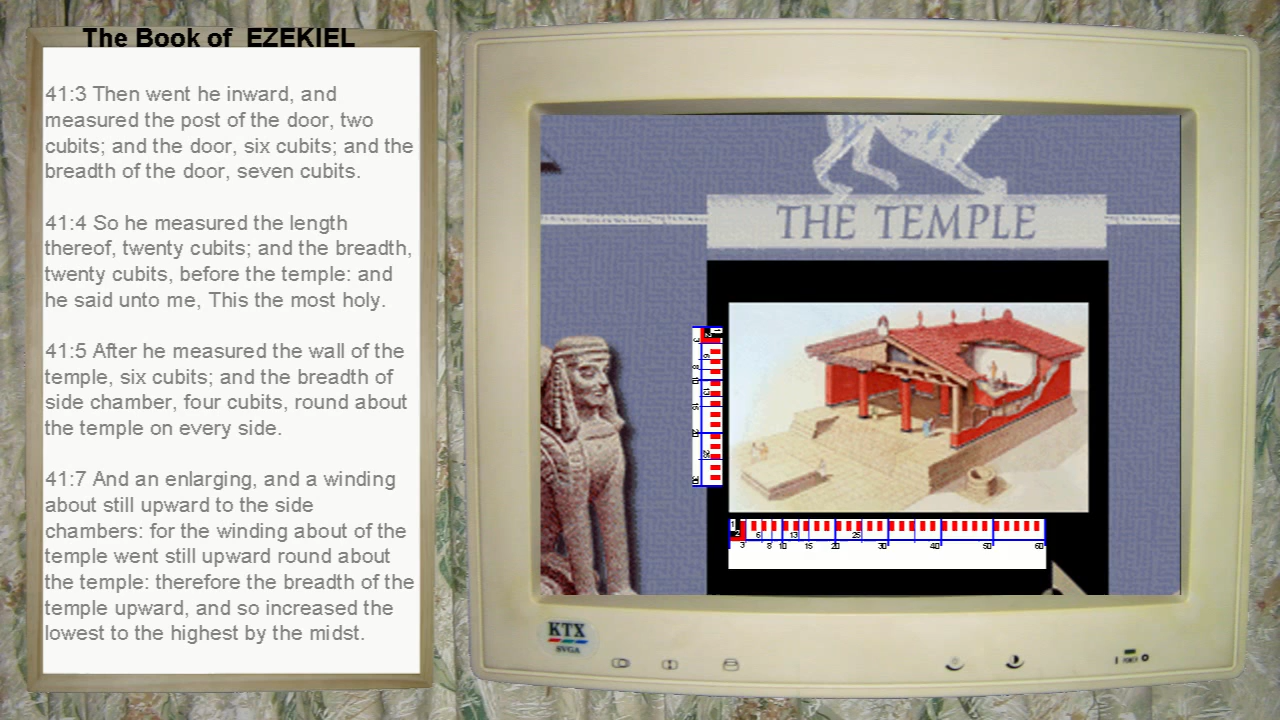 The Book of EZEKIEL
41:3 Then went he inward, and
measured the post of the door, two
cubits; and the door, six cubits; and the
breadth of the door, seven cubits.
41:4 So he measured the length
thereof, twenty cubits; and the breadth,
twenty cubits, before the temple: and
he said unto me, This the most holy.
41:5 After he measured the wall of the
temple, six cubits; and the breadth of
side chamber, four cubits, round about
the temple on every side.
41:7 And an enlarging, and a winding
about still upward to the side
chambers: for the winding about of the
temple went still upward round about
the temple: therefore the breadth of the
temple upward, and so increased the
lowest to the highest by the midst.
THE TEMPLE
1
2
6 13 25
3 8 10 15 20 30 40 50 60
KTX
SVGA
POWER